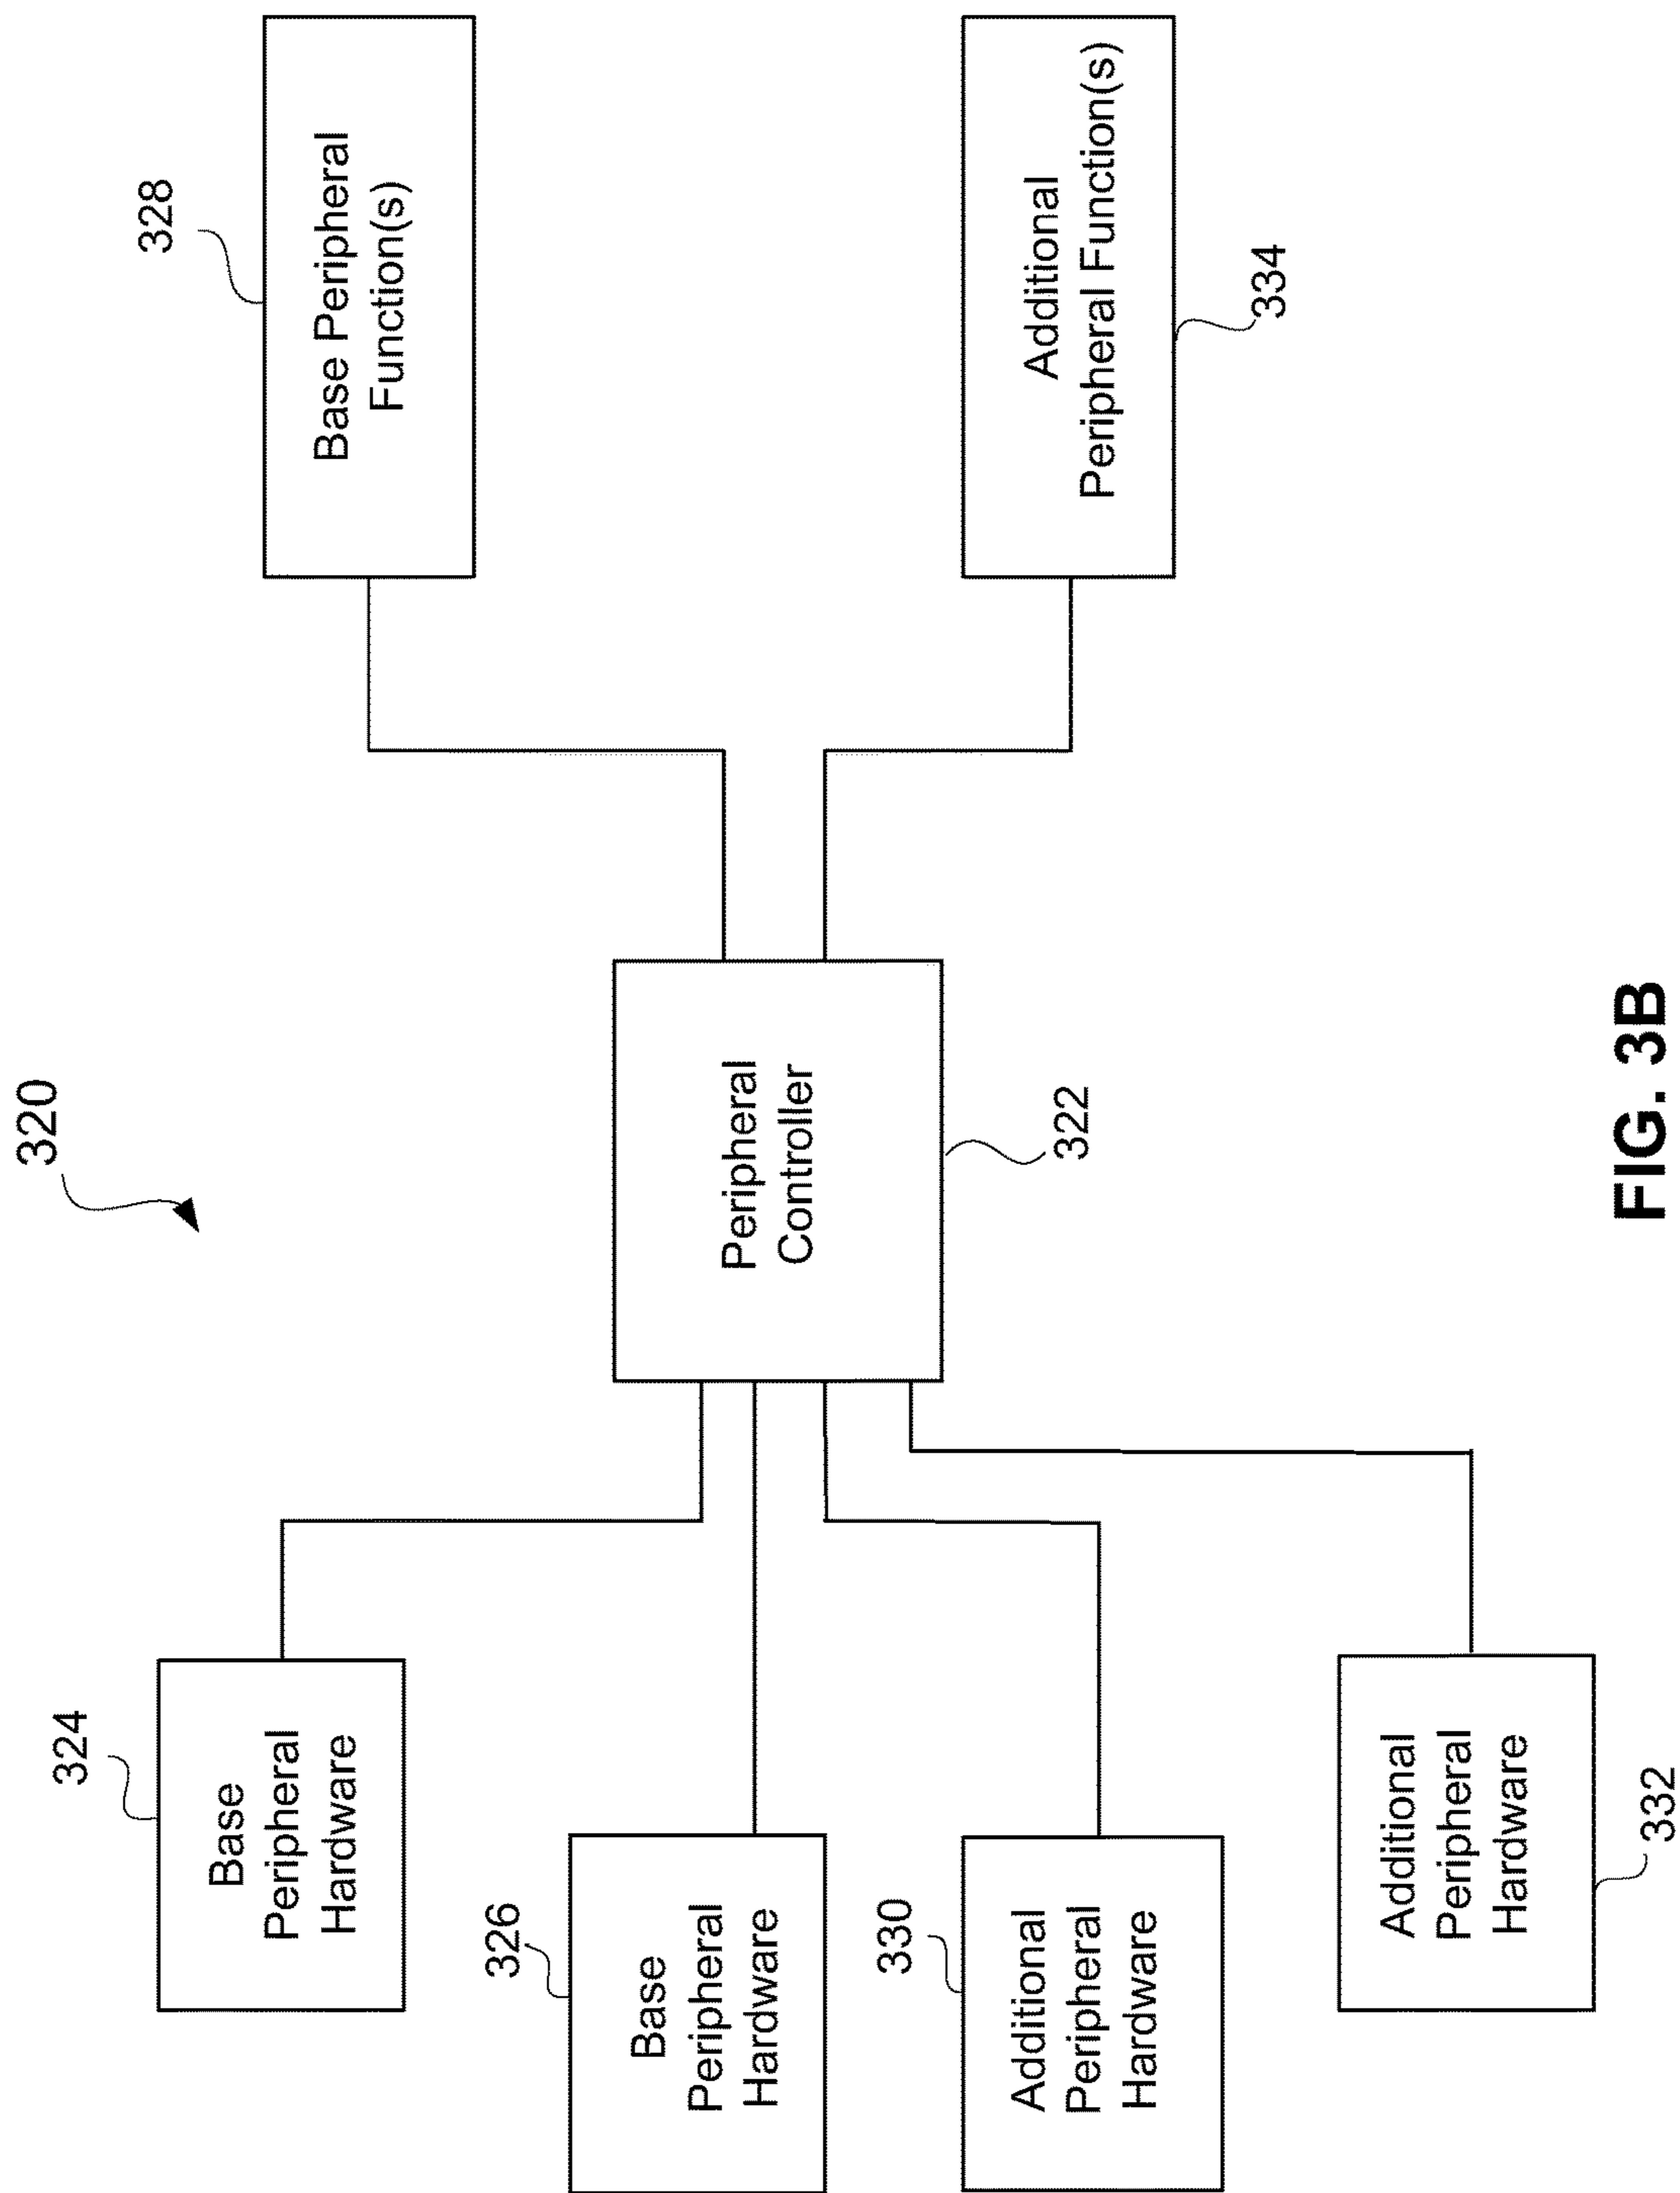 320
324
Base
Peripheral
Hardware
326
Base
Peripheral
Hardware
330
Additional
Peripheral
Hardware
332
Additional
Peripheral
Hardware
Peripheral
Controller
322
328
Base Peripheral
Function(s)
Additional
Peripheral Function(s)
334
FIG. 3B